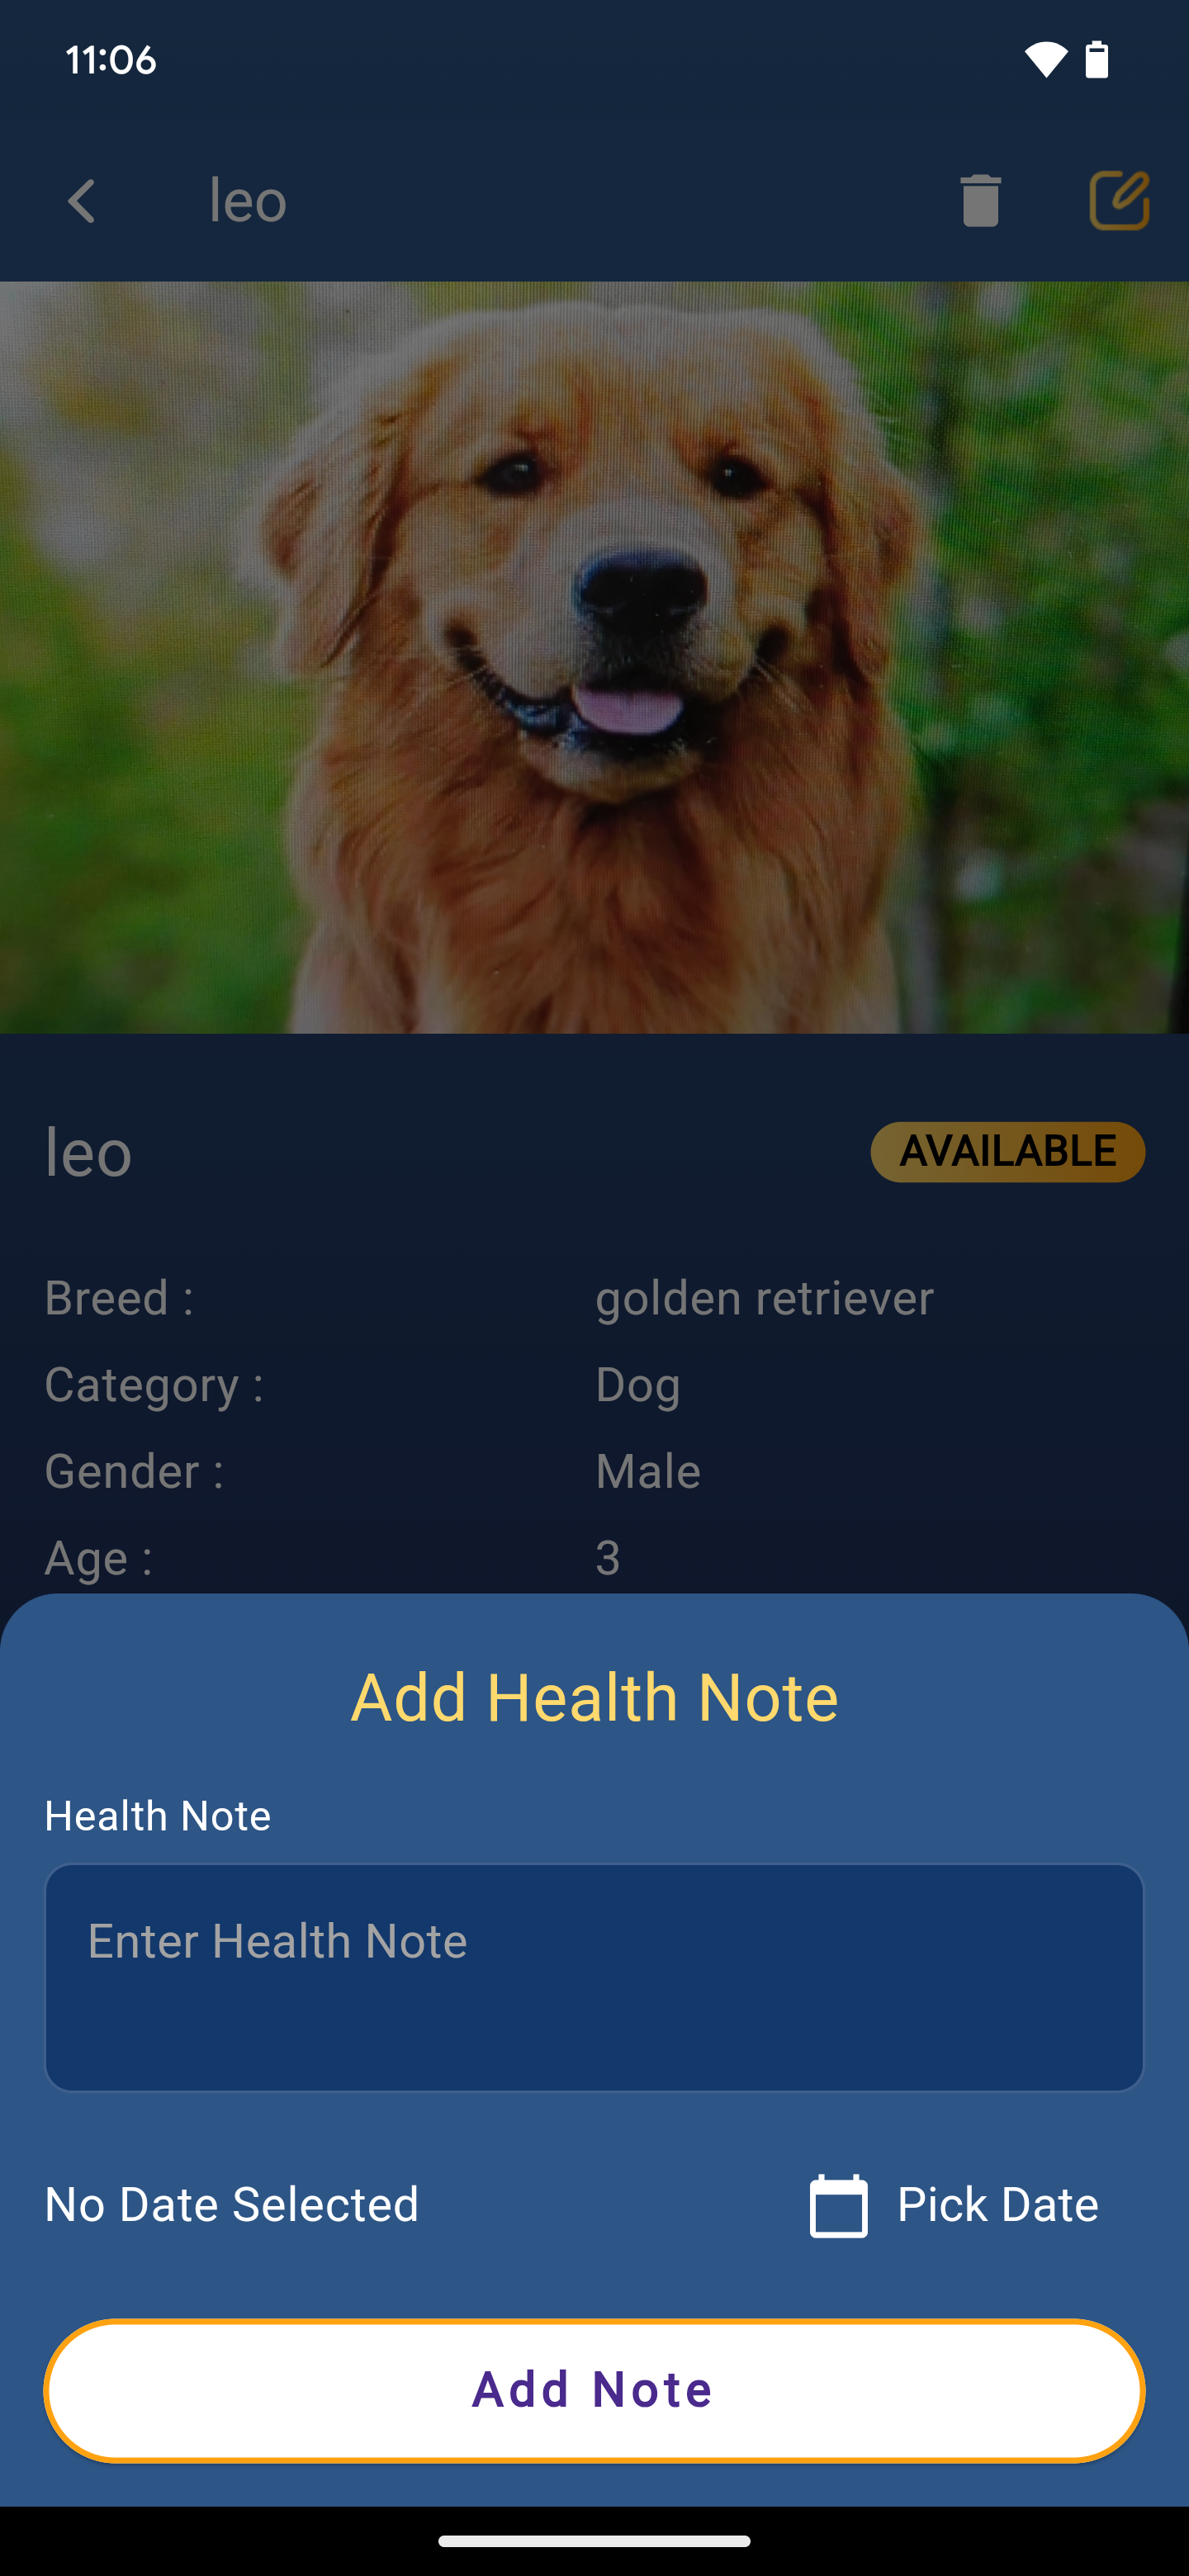 11:06
leo
leo
AVAILABLE
Breed :
golden retriever
Category :
Dog
Gender :
Male
Age :
3
Add Health Note
Health Note
Enter Health Note
No Date Selected
Pick Date
Add Note